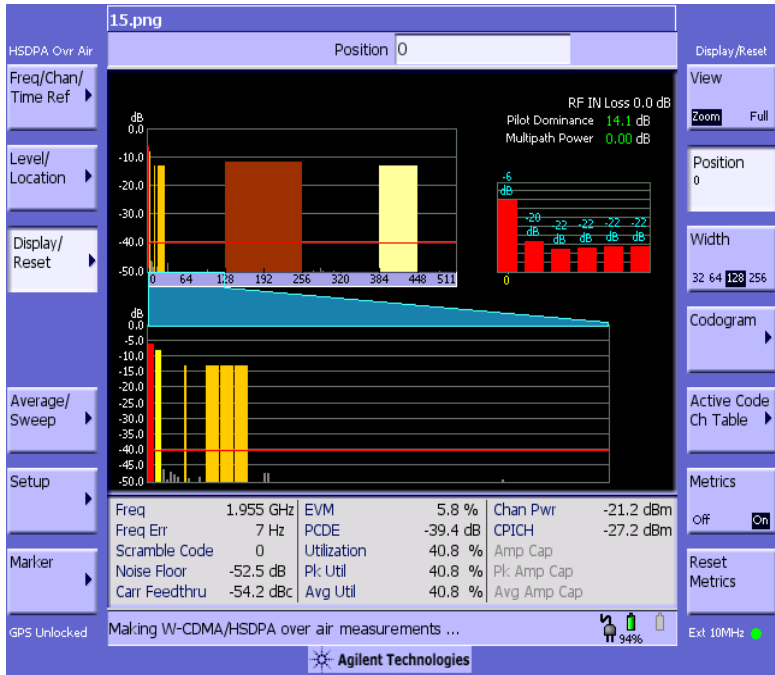 15.png
HSDPA Ovr Air
Position 0
Display/Reset
Freq/Chan/
Time Ref
Level/
Location
Display/
Reset
Average/
Sweep
Setup
Marker
GPS Unlocked
RF IN Loss 0.0 dB
Pilot Dominance 14.1 dB
Multipath Power 0.00 dB
dB
0.0
-10.0
-20.0
-30.0
-40.0
-50.0
0 64 128 192 256 320 384 448 511
-6 dB
-20 dB
-22 dB
-22 dB
-22 dB
-22 dB
0
dB
0.0
-5.0
-10.0
-15.0
-20.0
-25.0
-30.0
-35.0
-40.0
-45.0
-50.0
Freq 1.955 GHz
Freq Err 7 Hz
Scramble Code 0
Noise Floor -52.5 dB
Carr Feedthru -54.2 dBc
EVM 5.8 %
PCDE -39.4 dB
Utilization 40.8 %
Pk Util 40.8 %
Avg Util 40.8 %
Chan Pwr -21.2 dBm
CPICH -27.2 dBm
Amp Cap
Pk Amp Cap
Avg Amp Cap
Making W-CDMA/HSDPA over air measurements ...
94%
Agilent Technologies
View
Zoom Full
Position
0
Width
32 64 128 256
Codogram
Active Code
Ch Table
Metrics
Off On
Reset
Metrics
Ext 10MHz